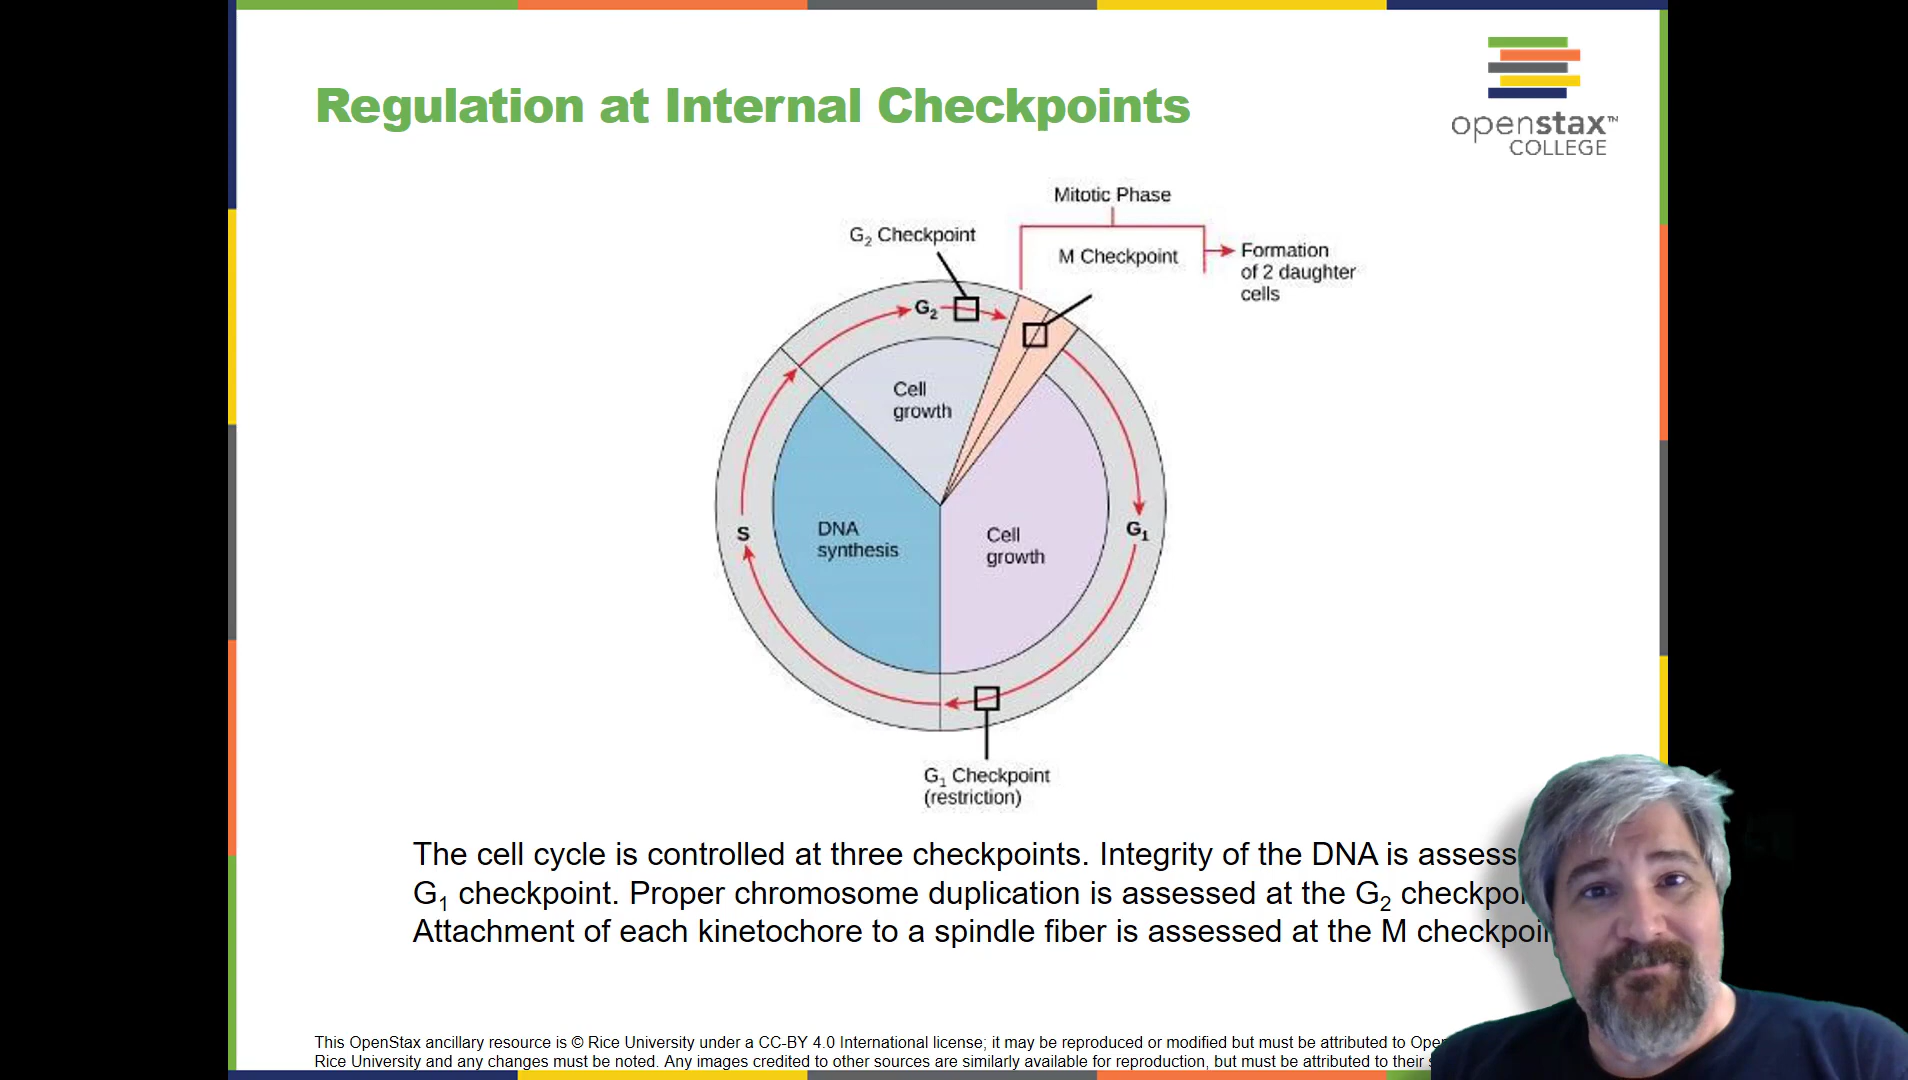 Regulation at Internal Checkpoints
openstax™
COLLEGE
Mitotic Phase
G₂ Checkpoint
M Checkpoint
Formation
of 2 daughter
cells
G₂
Cell
growth
S
DNA
synthesis
Cell
growth
G₁
G₁ Checkpoint
(restriction)
The cell cycle is controlled at three checkpoints. Integrity of the DNA is
G₁ checkpoint. Proper chromosome duplication is assessed at the G₂
Attachment of each kinetochore to a spindle fiber is assessed at the M
This OpenStax ancillary resource is © Rice University under a CC-BY 4.0 International license; it may be reproduced or modified but must be attributed to
Rice University and any changes must be noted. Any images credited to other sources are similarly available for reproduction, but must be attributed to their